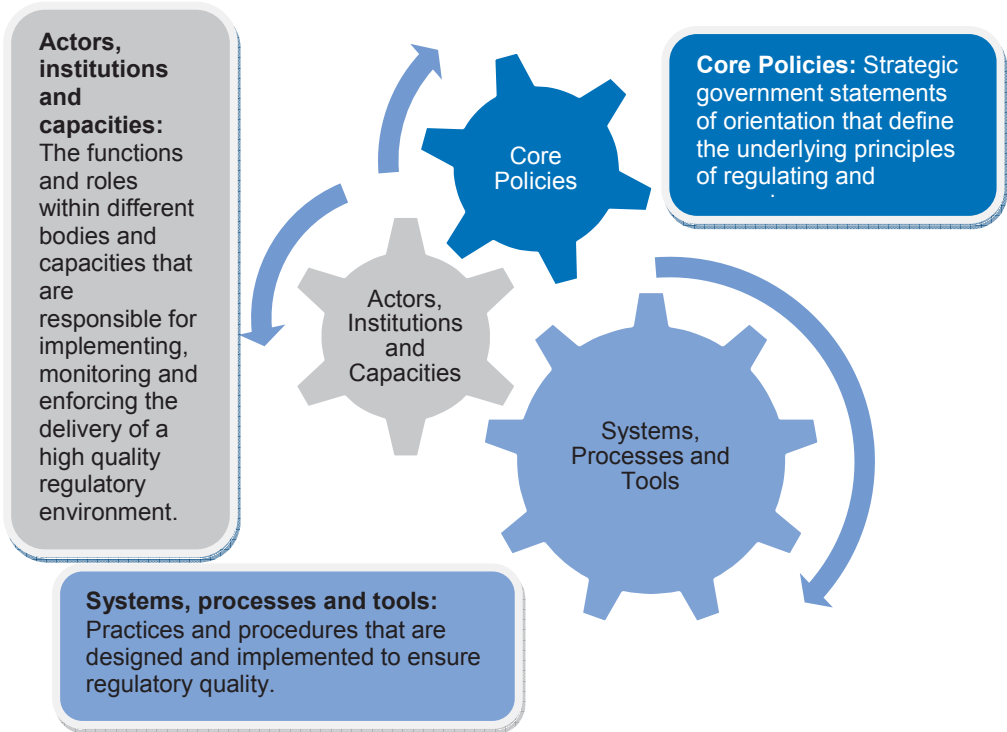 Actors,
institutions
and
capacities:
The functions
and roles
within different
bodies and
capacities that
are
responsible for
implementing,
monitoring and
enforcing the
delivery of a
high quality
regulatory
environment.
Core
Policies
Core Policies: Strategic
government statements
of orientation that define
the underlying principles
of regulating and
Actors,
Institutions
and
Capacities
Systems,
Processes and
Tools
Systems, processes and tools:
Practices and procedures that are
designed and implemented to ensure
regulatory quality.